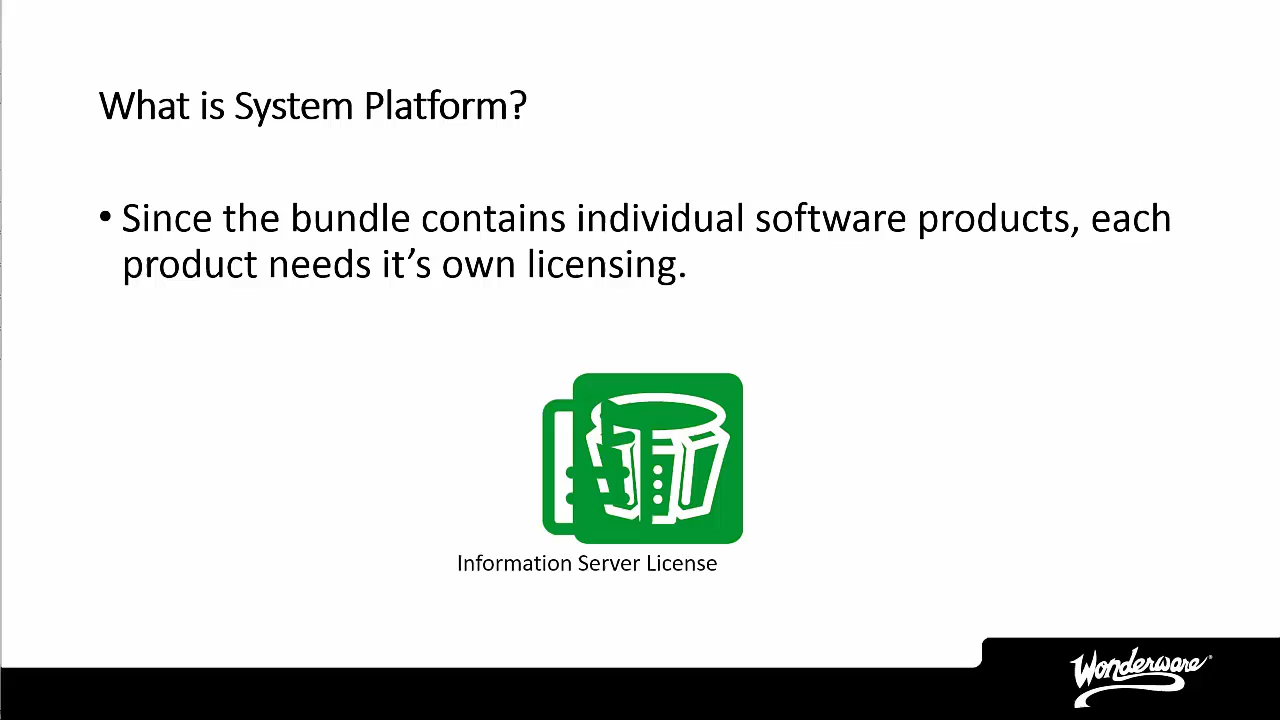 What is System Platform?
• Since the bundle contains individual software products, each
product needs it’s own licensing.
Information Server License
Wonderware®